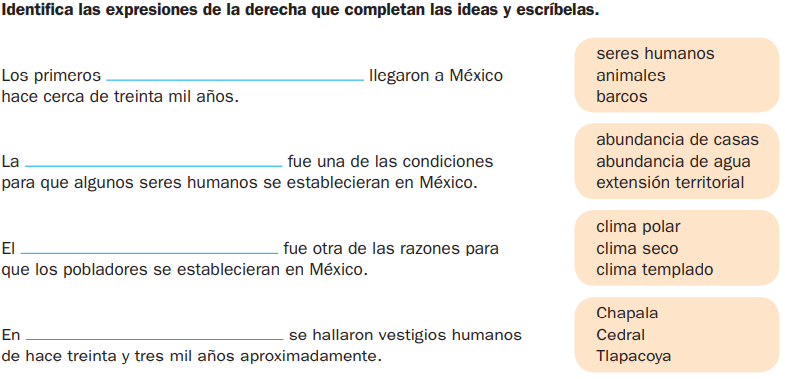 Identifica las expresiones de la derecha que completan las ideas y escríbelas.
Los primeros ______ llegaron a México
hace cerca de treinta mil años.
seres humanos
animales
barcos
La ______ fue una de las condiciones
para que algunos seres humanos se establecieran en México.
abundancia de casas
abundancia de agua
extensión territorial
El ______ fue otra de las razones para
que los pobladores se establecieran en México.
clima polar
clima seco
clima templado
En ______ se hallaron vestigios humanos
de hace treinta y tres mil años aproximadamente.
Chapala
Cedral
Tlapacoya